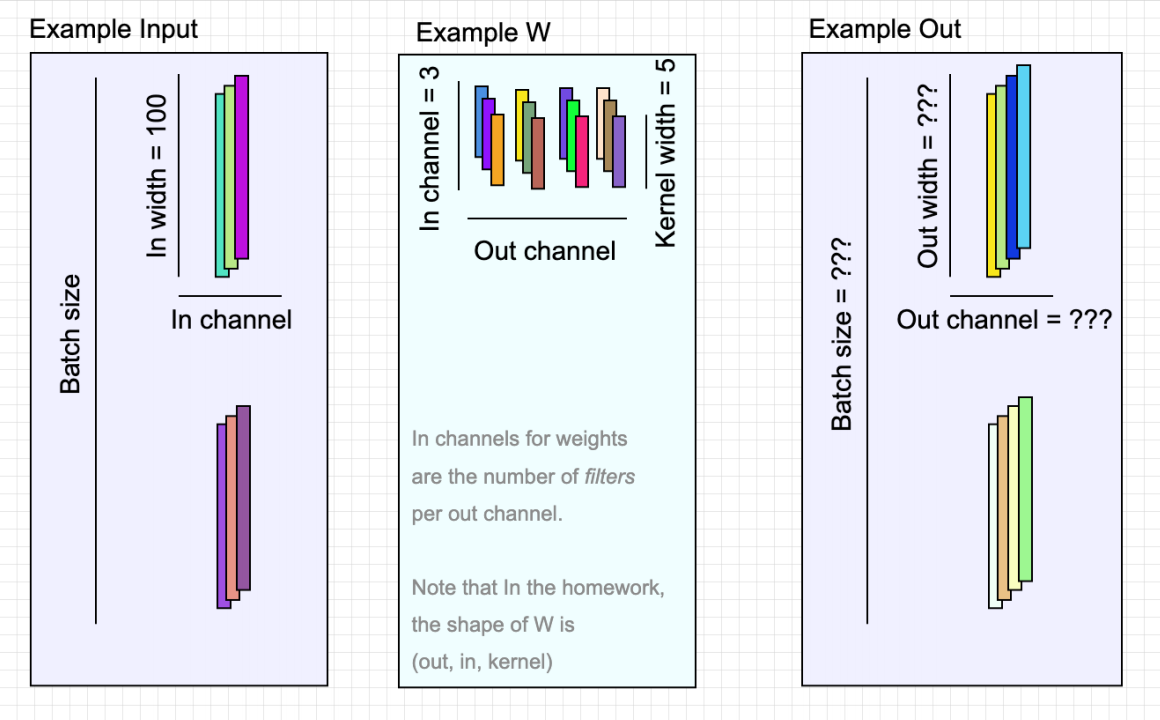 Example Input
Batch size
In width = 100
In channel
Example W
In channel = 3
Kernel width = 5
Out channel
In channels for weights
are the number of filters
per out channel.
Note that In the homework,
the shape of W is
(out, in, kernel)
Example Out
Batch size = ???
Out width = ???
Out channel = ???